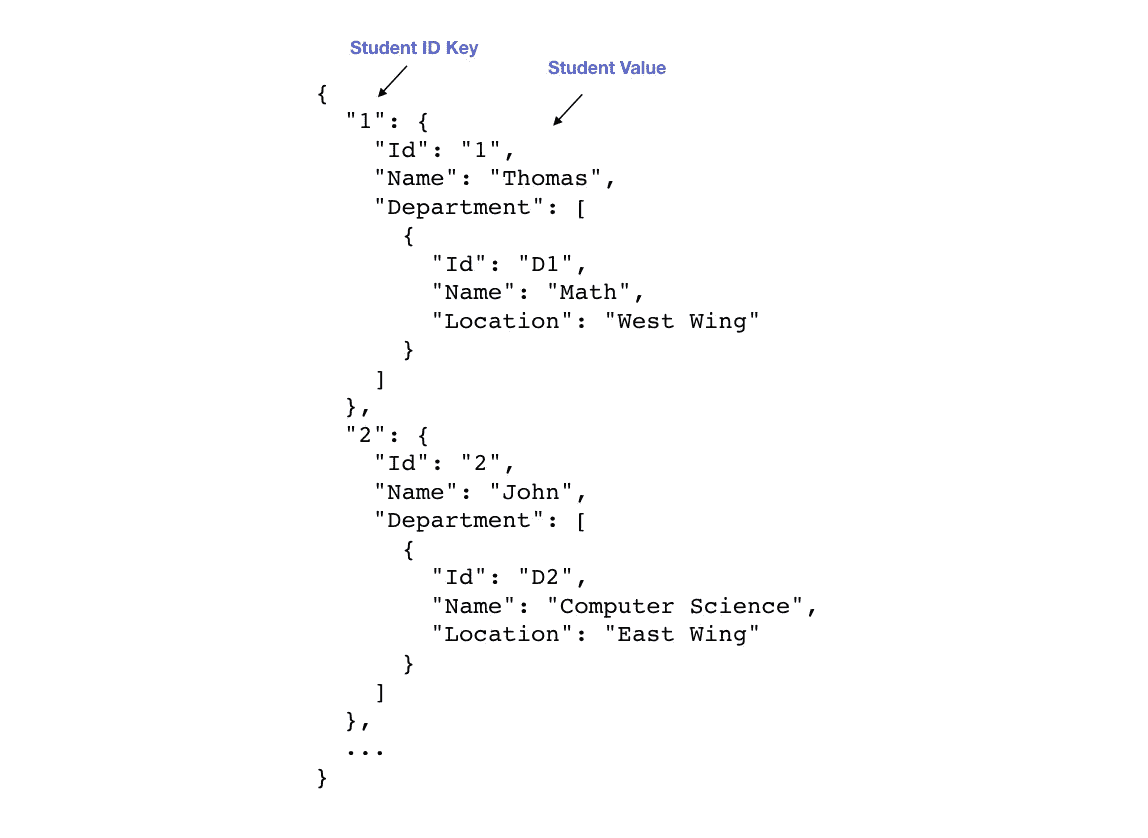 Student ID Key
Student Value
{
"1": {
"Id": "1",
"Name": "Thomas",
"Department": [
{
"Id": "D1",
"Name": "Math",
"Location": "West Wing"
}
]
},
"2": {
"Id": "2",
"Name": "John",
"Department": [
{
"Id": "D2",
"Name": "Computer Science",
"Location": "East Wing"
}
]
},
...
}